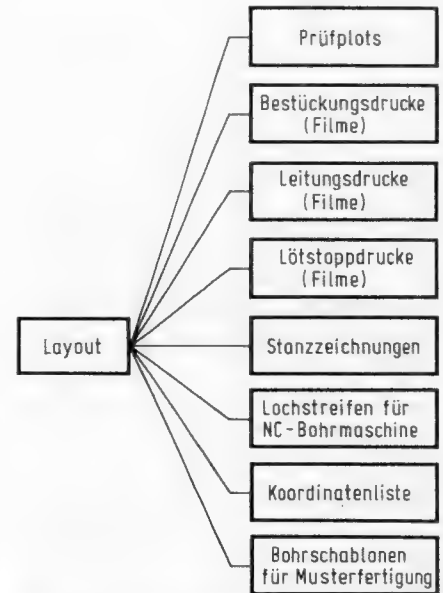 Prüfplots
Bestückungsdrucke
(Filme)
Leitungsdrucke
(Filme)
Lötstoppdrucke
(Filme)
Layout
Stanzzeichnungen
Lochstreifen für
NC-Bohrmaschine
Koordinatenliste
Bohrschablonen
für Musterfertigung